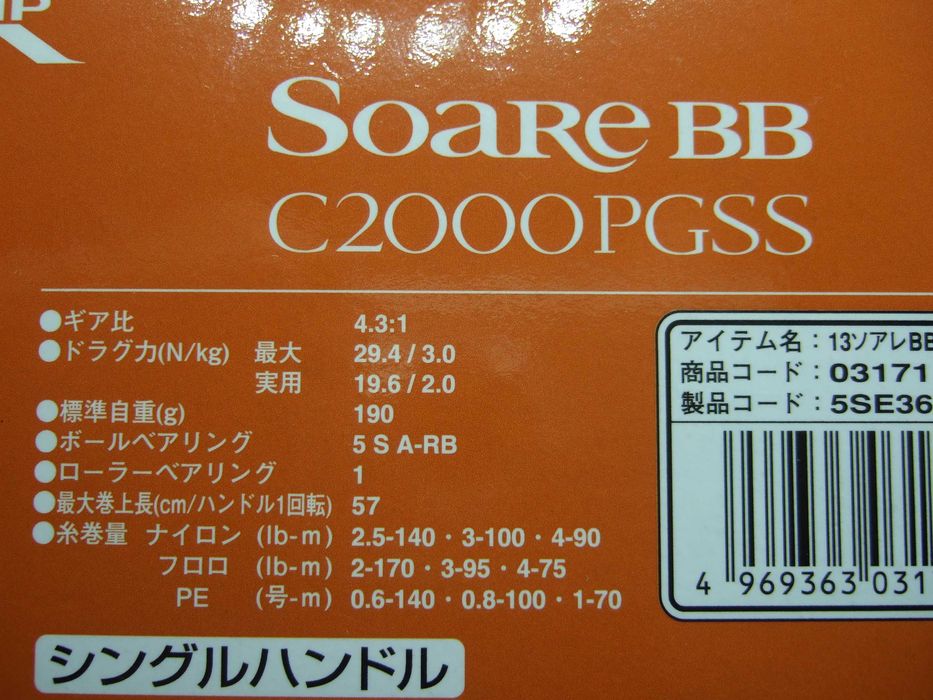 SOARE BB
C2000PGSS
●ギア比 4.3:1
●ドラグ力(N/kg) 最大 29.4 / 3.0
実用 19.6 / 2.0
●標準自重(g) 190
●ボールベアリング 5 S A-RB
●ローラーベアリング 1
●最大巻上長(cm/ハンドル1回転) 57
●糸巻量 ナイロン (lb-m) 2.5-140・3-100・4-90
フロロ (lb-m) 2-170・3-95・4-75
PE (号-m) 0.6-140・0.8-100・1-70
シングルハンドル
アイテム名：13ソアレBB
商品コード：03171
製品コード：5SE36
4 969363 031